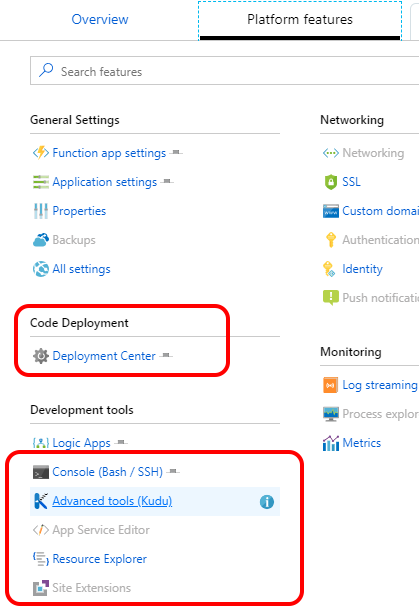 Overview
Platform features
Search features
General Settings
Function app settings
Application settings
Properties
Backups
All settings
Code Deployment
Deployment Center
Development tools
Logic Apps
Console (Bash / SSH)
Advanced tools (Kudu)
App Service Editor
Resource Explorer
Site Extensions
Networking
Networking
SSL
Custom domai
Authentication
Identity
Push notificatio
Monitoring
Log streaming
Process explor
Metrics